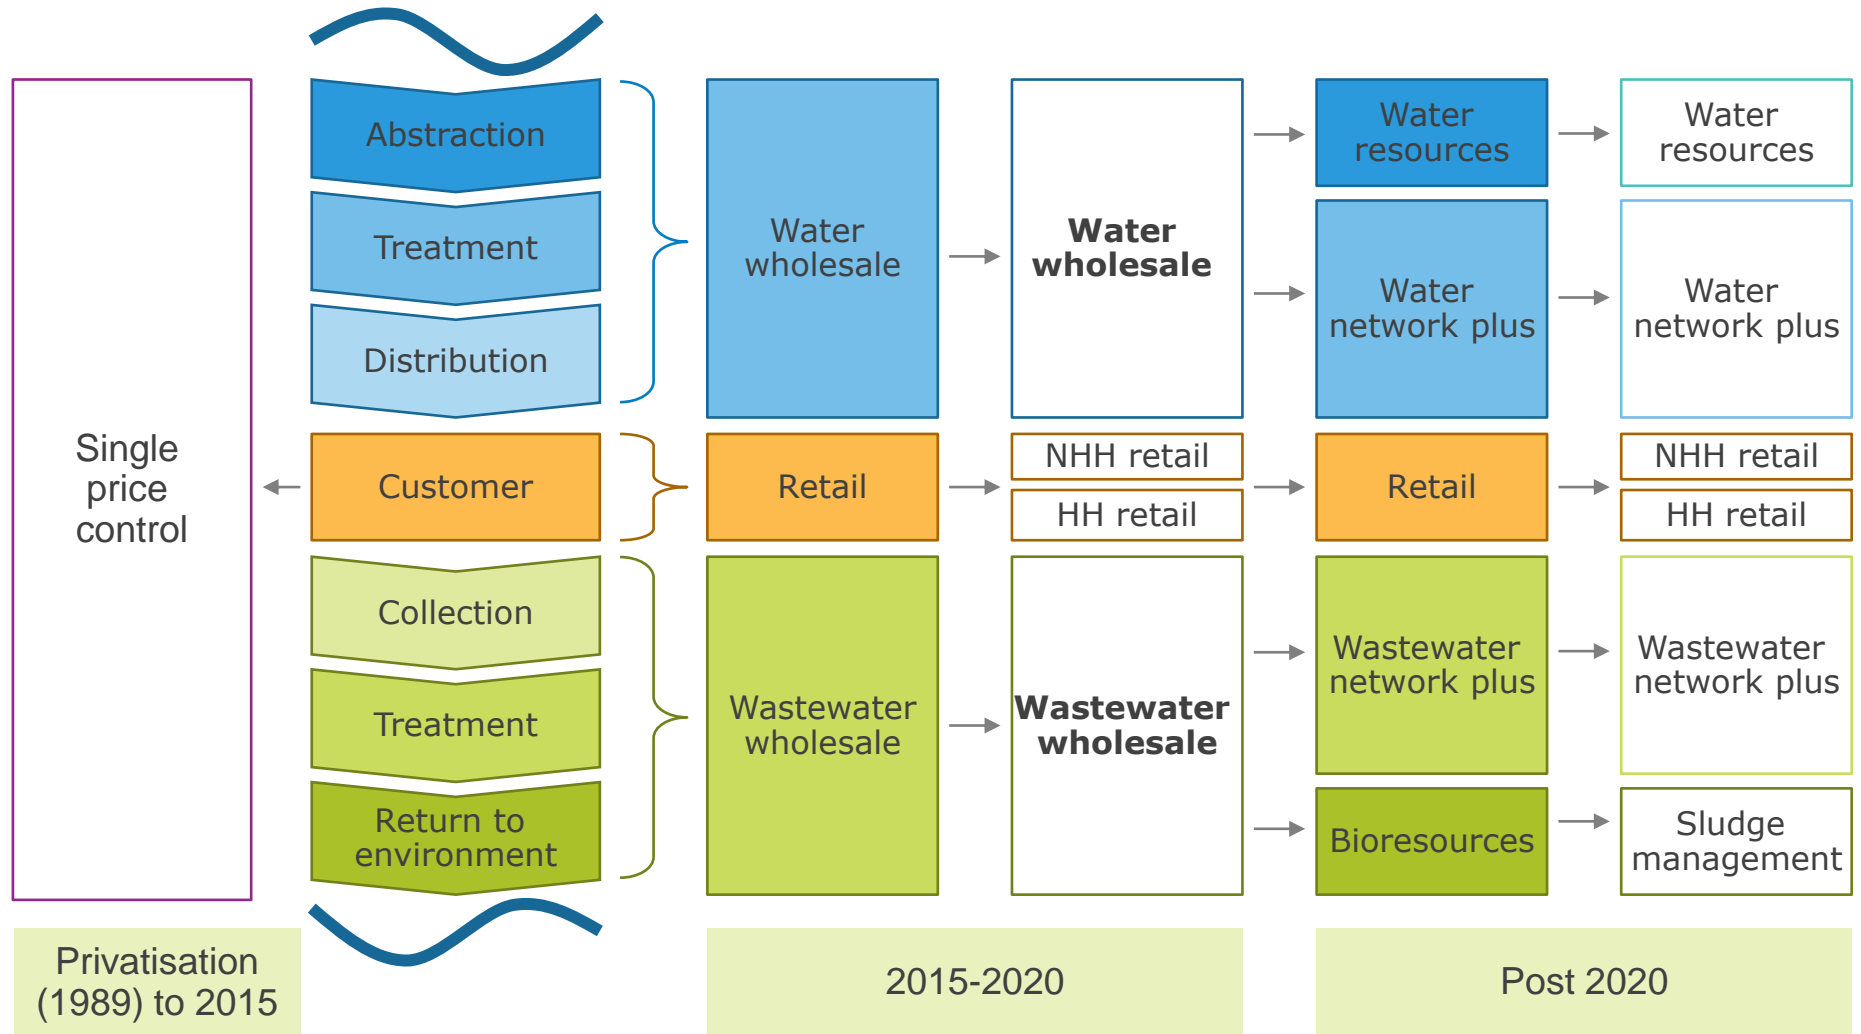 Single
price
control
Abstraction
Treatment
Distribution
Customer
Collection
Treatment
Return to
environment
Water
wholesale
Retail
Wastewater
wholesale
Water
wholesale
NHH retail
HH retail
Wastewater
wholesale
Water
resources
Water
network plus
Retail
Wastewater
network plus
Bioresources
Water
resources
Water
network plus
NHH retail
HH retail
Wastewater
network plus
Sludge
management
Privatisation
(1989) to 2015
2015-2020
Post 2020